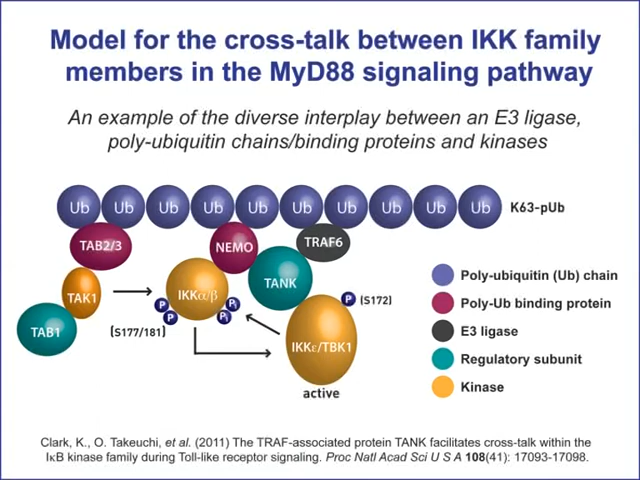 Model for the cross-talk between IKK family
members in the MyD88 signaling pathway
An example of the diverse interplay between an E3 ligase,
poly-ubiquitin chains/binding proteins and kinases
Ub Ub Ub Ub Ub Ub Ub Ub Ub Ub K63-pUb
TAB2/3 NEMO TRAF6
TANK
TAK1 IKKα/β
P P P P P (S172)
TAB1 (S177/181)
IKKε/TBK1
active
Poly-ubiquitin (Ub) chain
Poly-Ub binding protein
E3 ligase
Regulatory subunit
Kinase
Clark, K., O. Takeuchi, et al. (2011) The TRAF-associated protein TANK facilitates cross-talk within the
IκB kinase family during Toll-like receptor signaling. Proc Natl Acad Sci U S A 108(41): 17093-17098.